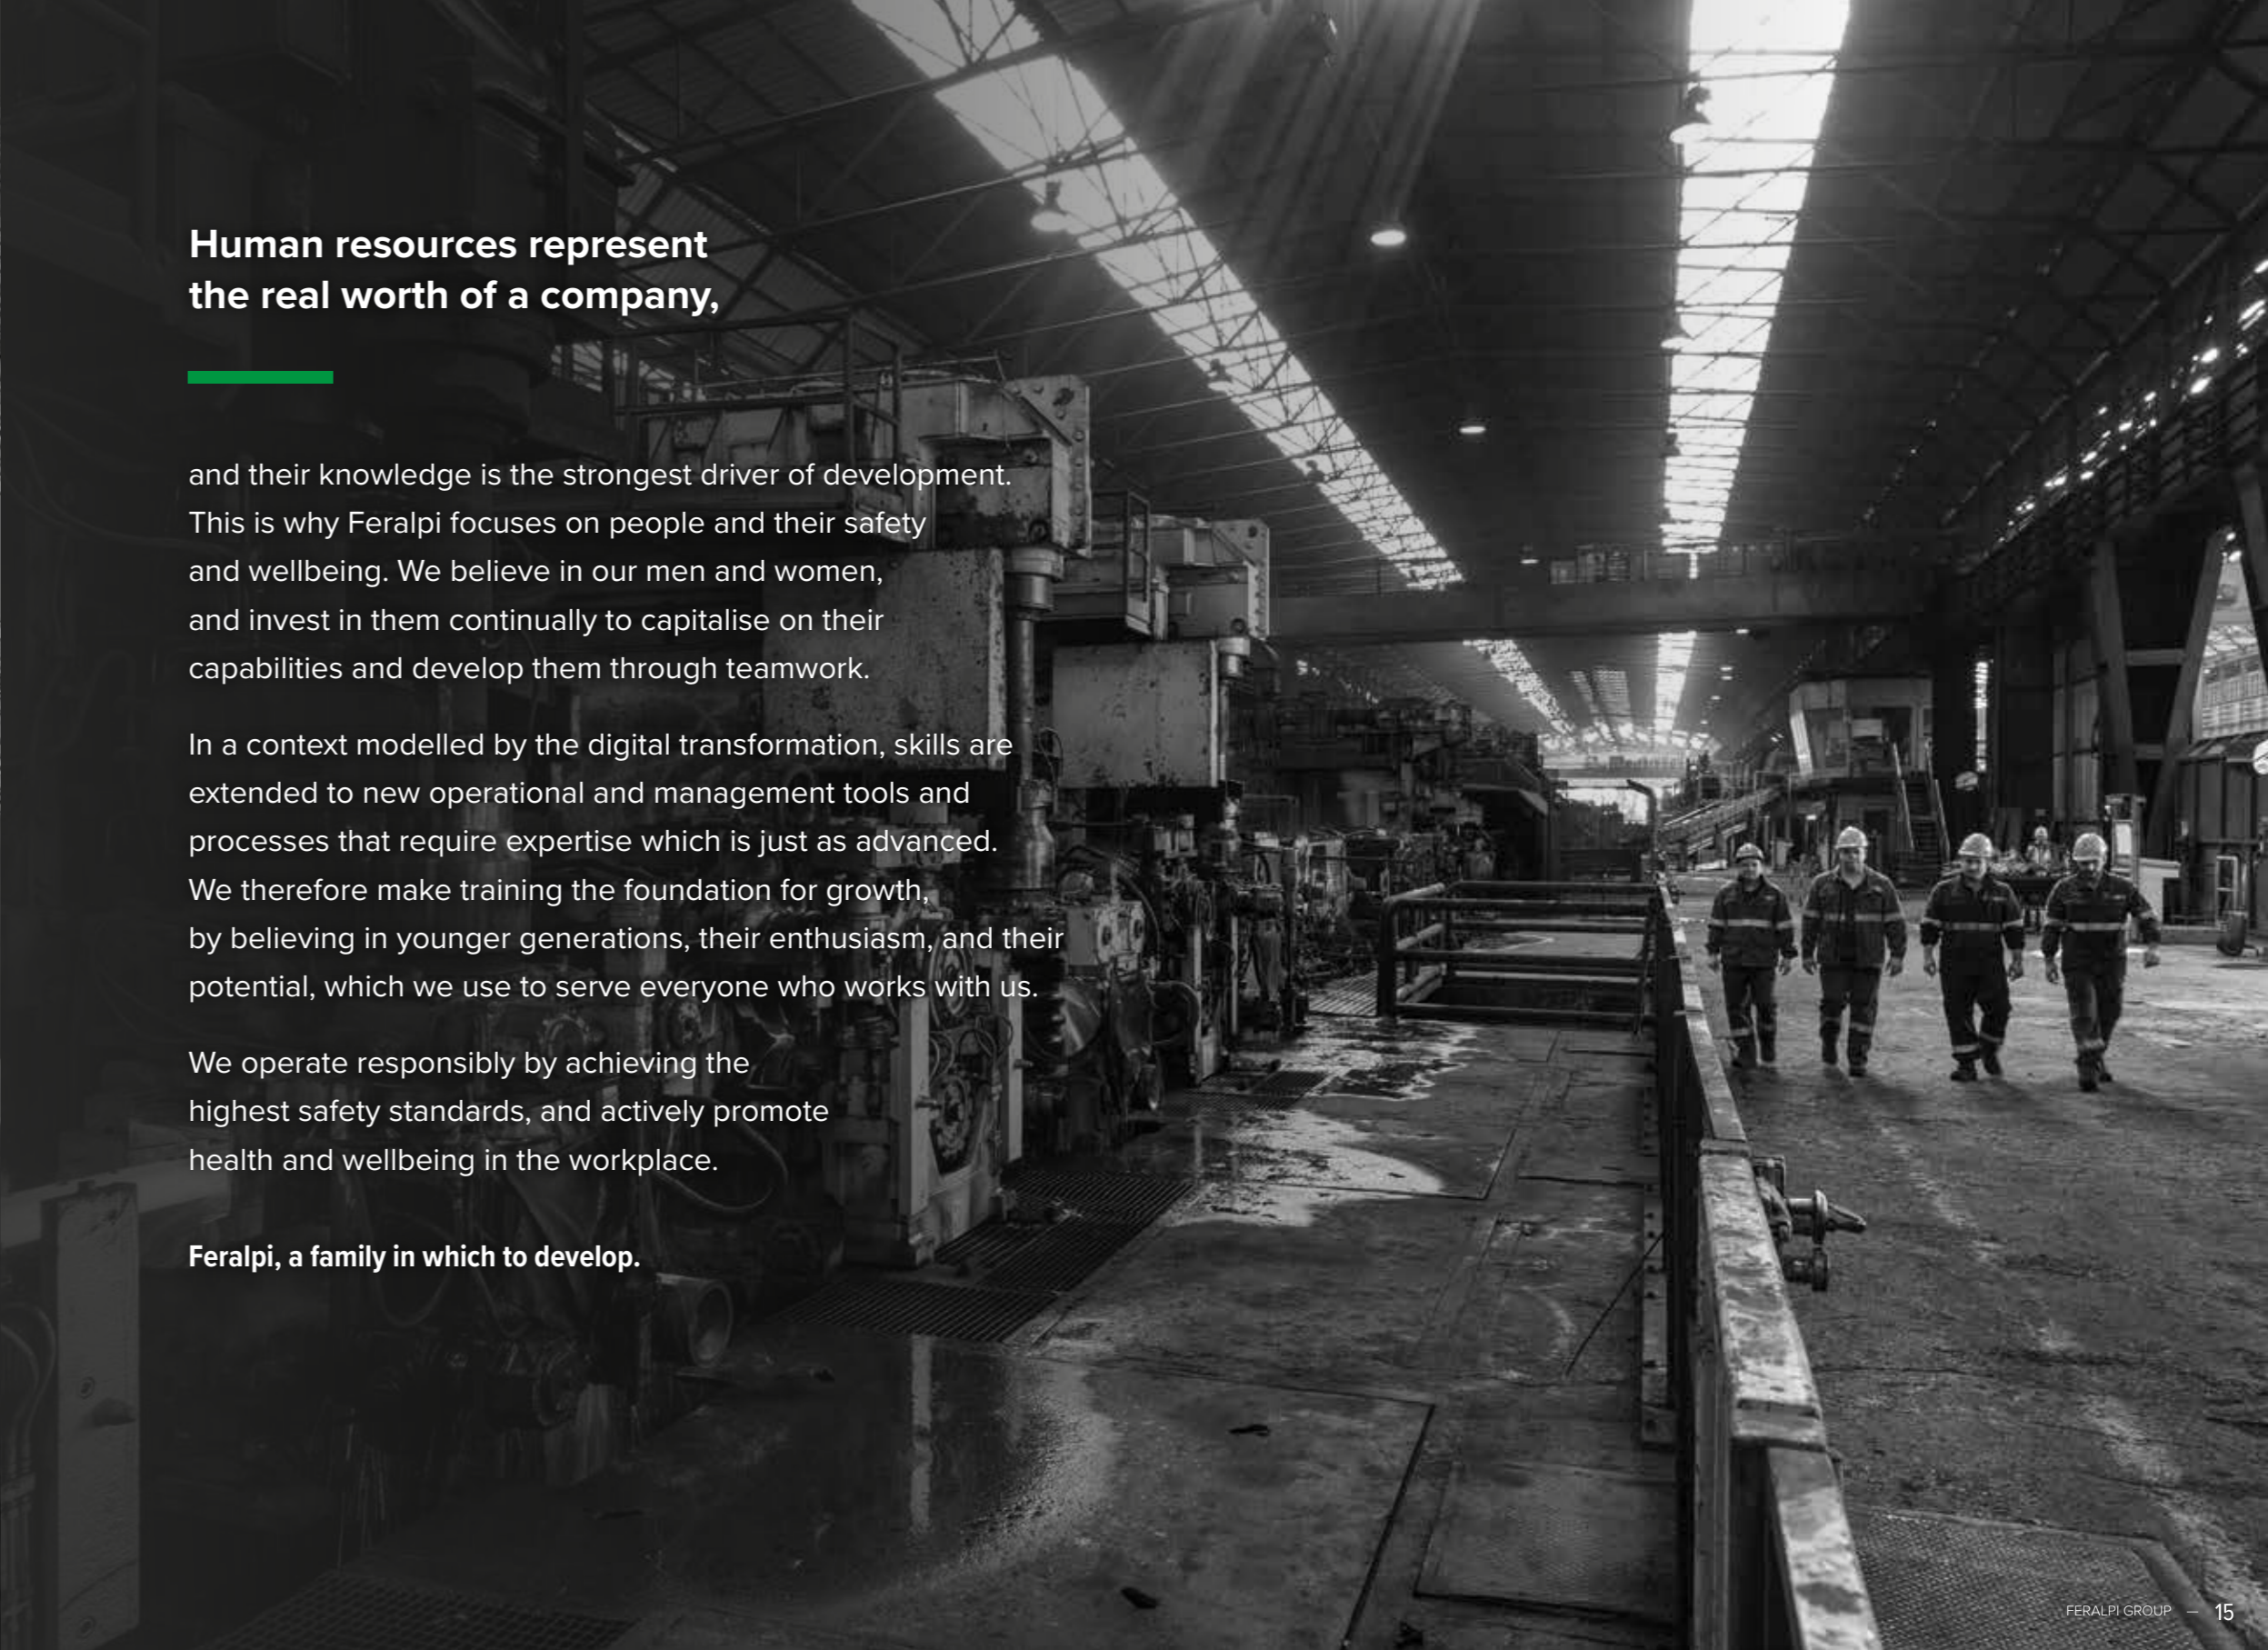 Human resources represent
the real worth of a company,
and their knowledge is the strongest driver of development.
This is why Feralpi focuses on people and their safety
and wellbeing. We believe in our men and women,
and invest in them continually to capitalise on their
capabilities and develop them through teamwork.
In a context modelled by the digital transformation, skills are
extended to new operational and management tools and
processes that require expertise which is just as advanced.
We therefore make training the foundation for growth,
by believing in younger generations, their enthusiasm, and their
potential, which we use to serve everyone who works with us.
We operate responsibly by achieving the
highest safety standards, and actively promote
health and wellbeing in the workplace.
Feralpi, a family in which to develop.
FERALPI GROUP — 15